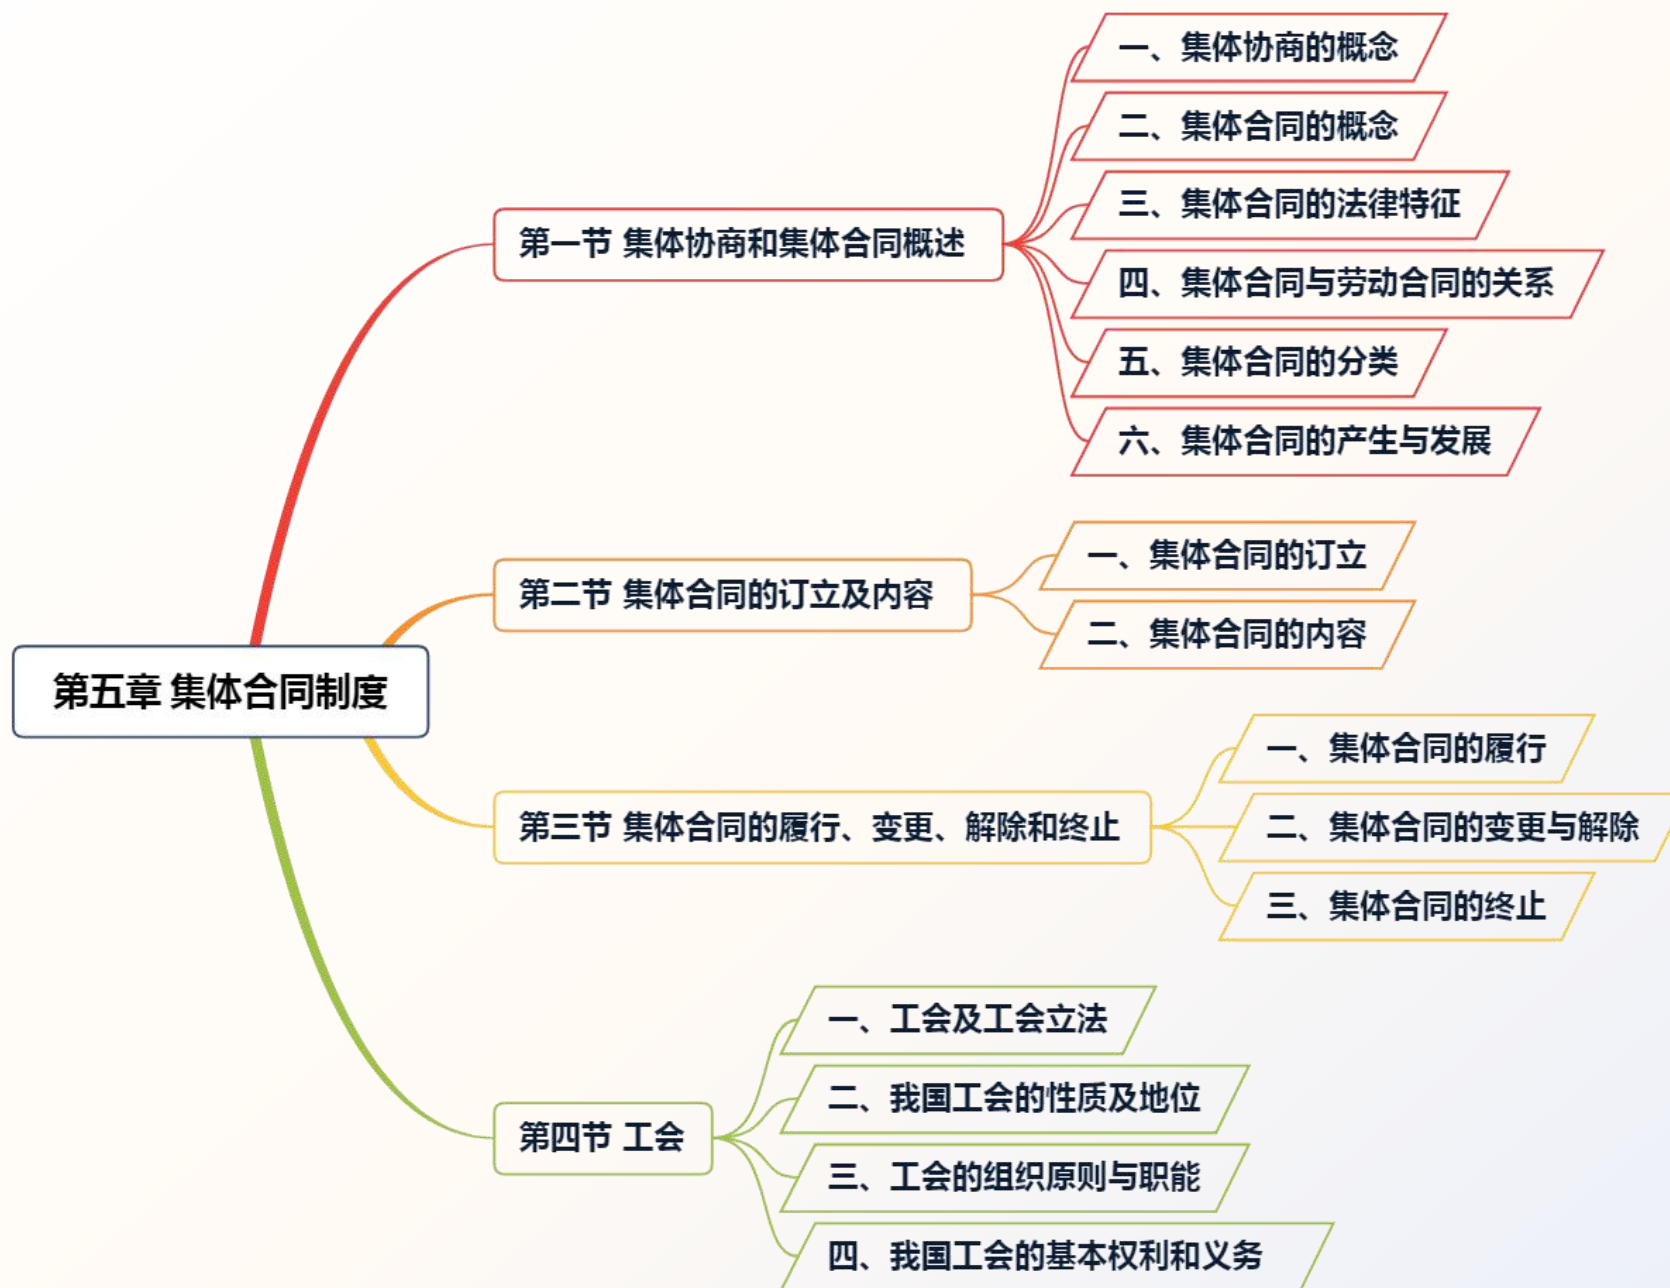 第五章 集体合同制度
第一节 集体协商和集体合同概述
一、集体协商的概念
二、集体合同的概念
三、集体合同的法律特征
四、集体合同与劳动合同的关系
五、集体合同的分类
六、集体合同的产生与发展
第二节 集体合同的订立及内容
一、集体合同的订立
二、集体合同的内容
第三节 集体合同的履行、变更、解除和终止
一、集体合同的履行
二、集体合同的变更与解除
三、集体合同的终止
第四节 工会
一、工会及工会立法
二、我国工会的性质及地位
三、工会的组织原则与职能
四、我国工会的基本权利和义务